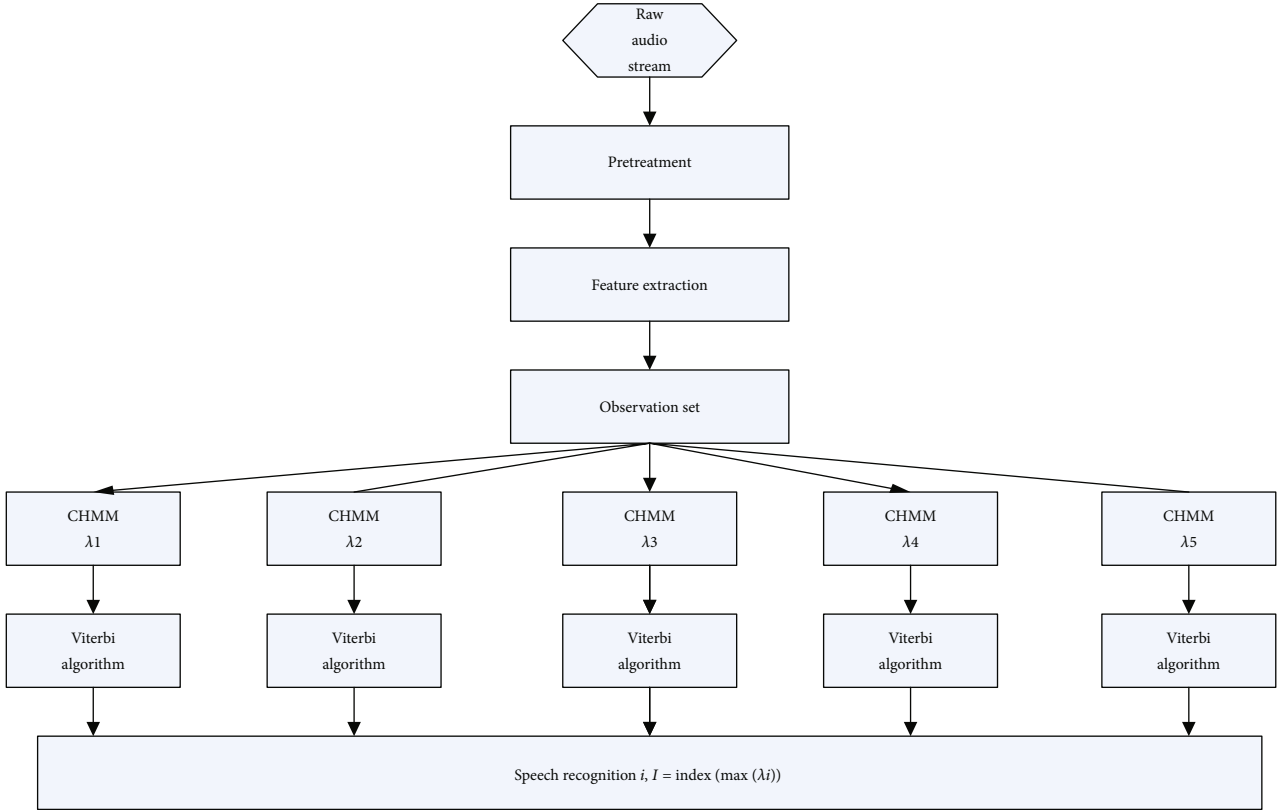 Raw
audio
stream
Pretreatment
Feature extraction
Observation set
CHMM
λ1
CHMM
λ2
CHMM
λ3
CHMM
λ4
CHMM
λ5
Viterbi
algorithm
Viterbi
algorithm
Viterbi
algorithm
Viterbi
algorithm
Viterbi
algorithm
Speech recognition i, I = index (max (λi))